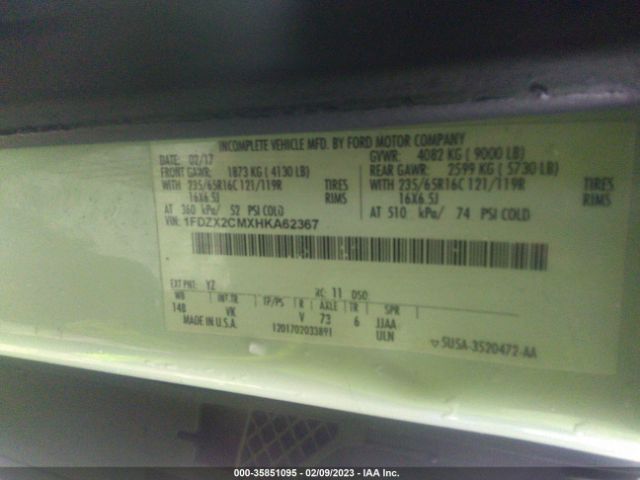 INCOMPLETE VEHICLE MFD. BY FORD MOTOR COMPANY
DATE: 02/17 GVWR: 4082 KG ( 9000 LB)
FRONT GAWR: 1873 KG ( 4130 LB) REAR GAWR: 2599 KG ( 5730 LB)
WITH 235/65R16C 121/119R TIRES WITH 235/65R16C 121/119R TIRES
16X6.5J RIMS 16X6.5J RIMS
AT 360 kPa/ 52 PSI COLD AT 510 kPa/ 74 PSI COLD
VIN: 1FDZX2CMXHKA62367
EXT PNT: YZ RC: 11 DSO:
WB INT.TR TP/PS R AXLE TR SPR
148 VK V 73 6 JJAA
MADE IN U.S.A. 1201702033891 ULN
5U5A-3520472-AA
000-35851095 - 02/09/2023 - IAA Inc.